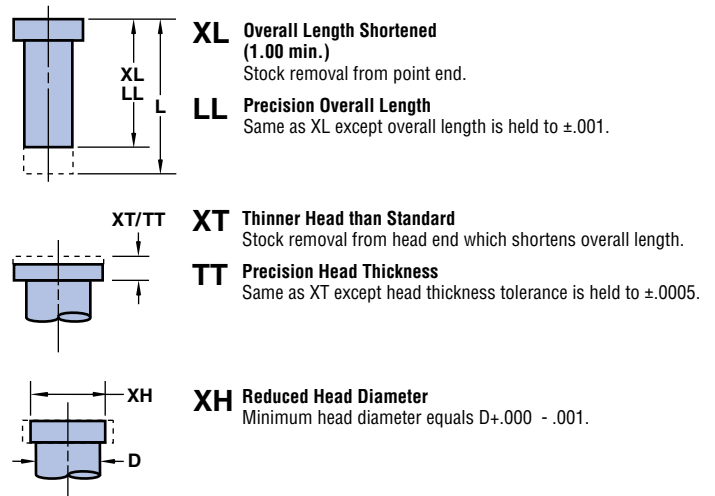 XL
LL
L
XL Overall Length Shortened
(1.00 min.)
Stock removal from point end.
LL Precision Overall Length
Same as XL except overall length is held to ±.001.
XT/TT
XT Thinner Head than Standard
Stock removal from head end which shortens overall length.
TT Precision Head Thickness
Same as XT except head thickness tolerance is held to ±.0005.
XH
D
XH Reduced Head Diameter
Minimum head diameter equals D+.000 - .001.